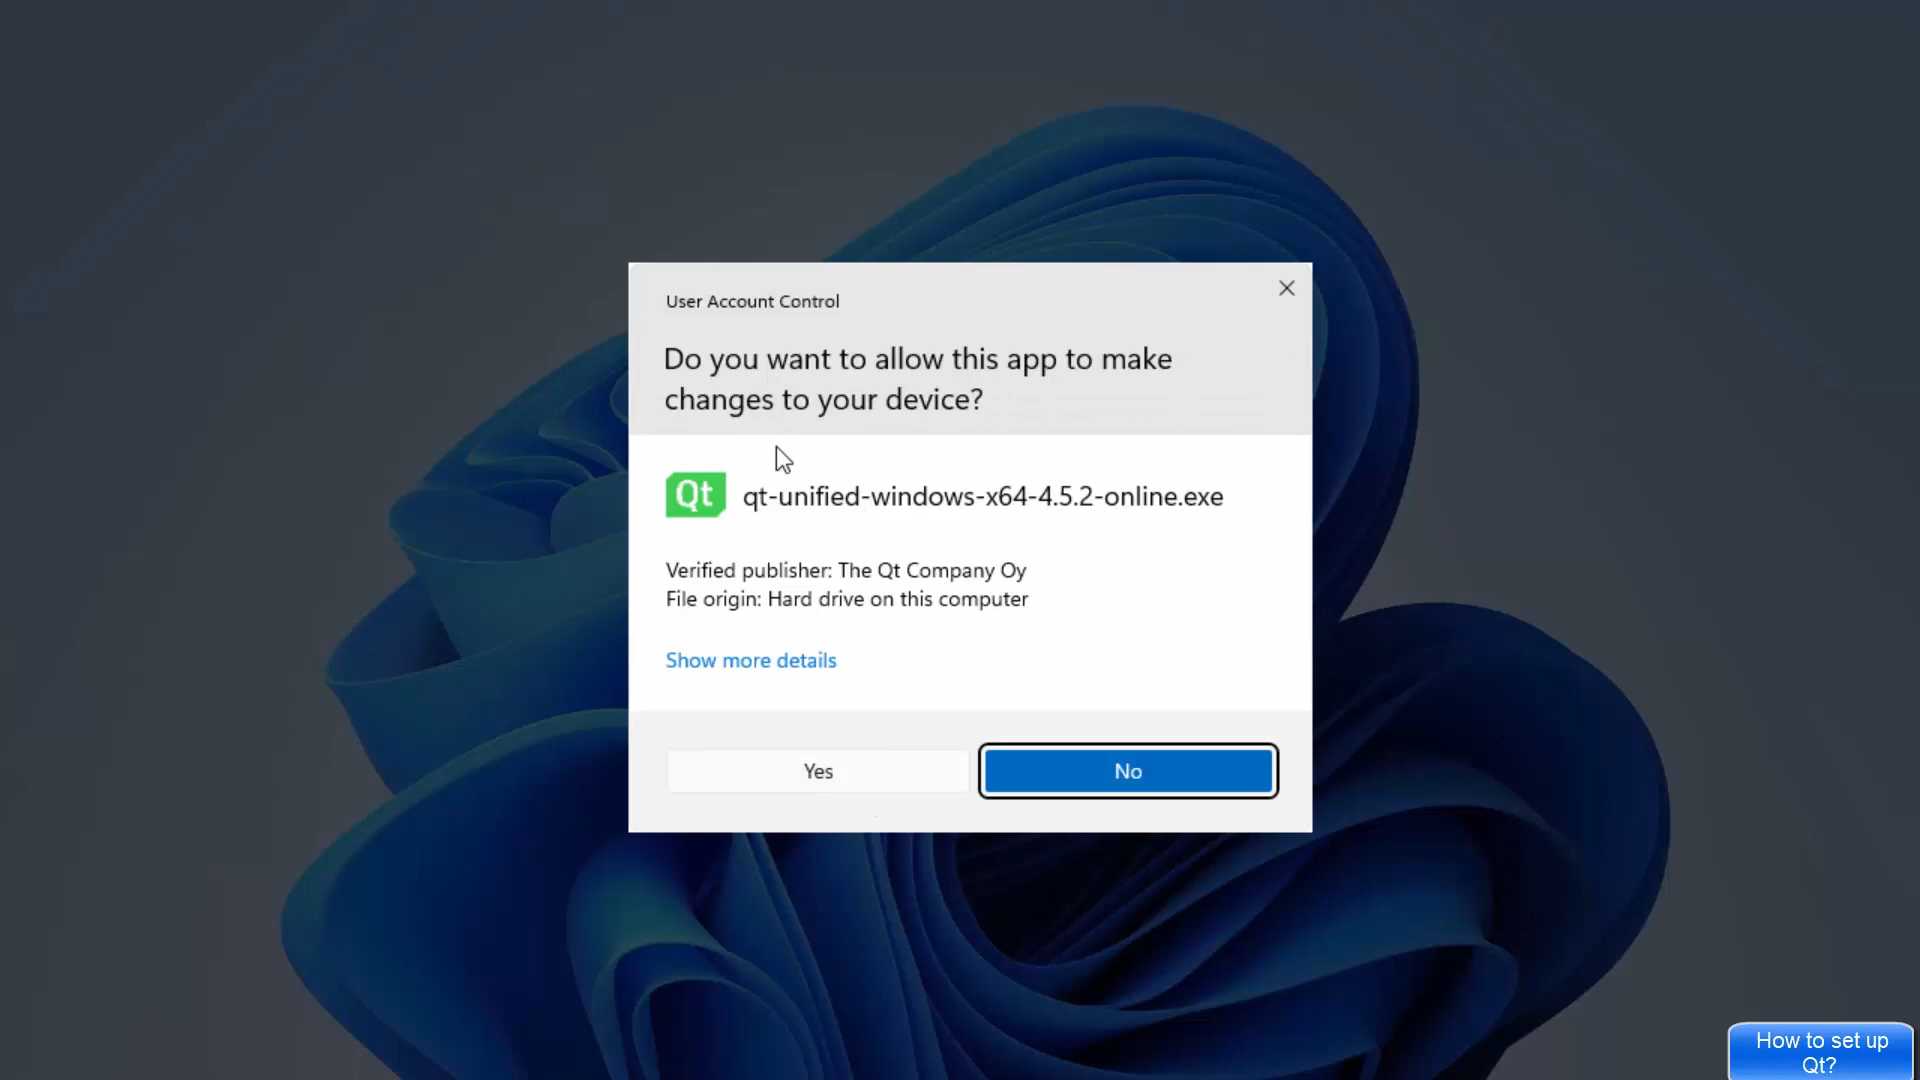 User Account Control
Do you want to allow this app to make
changes to your device?
Qt
qt-unified-windows-x64-4.5.2-online.exe
Verified publisher: The Qt Company Oy
File origin: Hard drive on this computer
Show more details
Yes
No
How to set up
Qt?